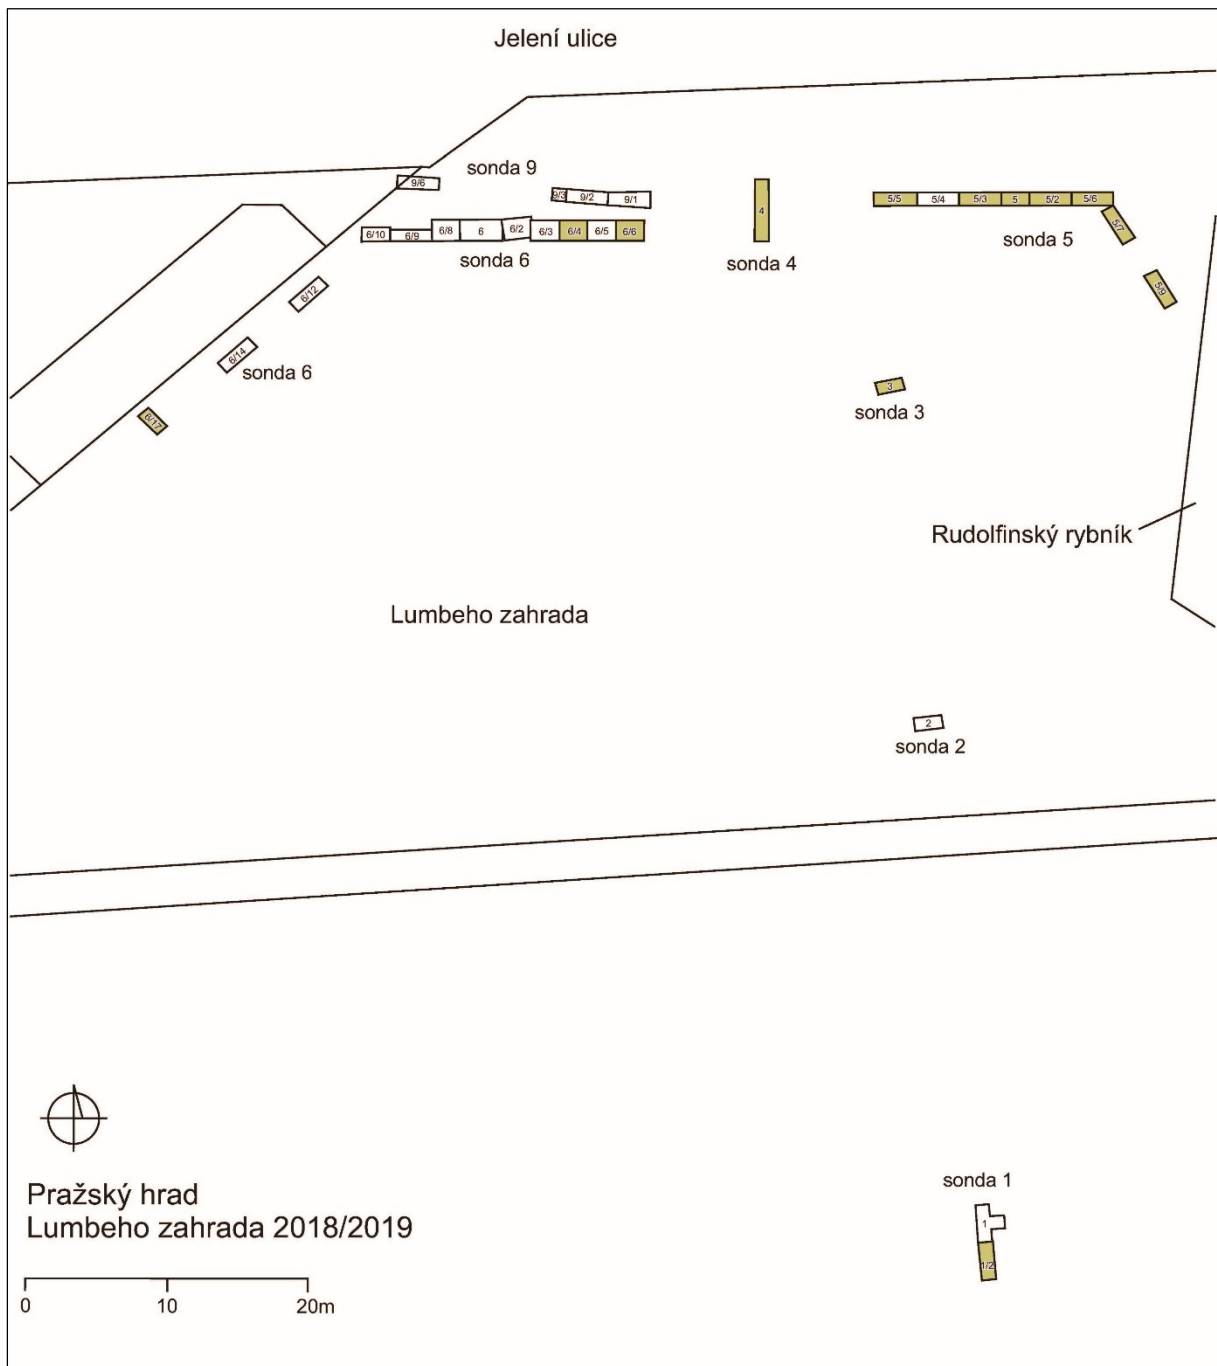 Jelení ulice
sonda 9
9/6
9/3
9/2
9/1
6/10
6/9
6/8
6
6/2
6/3
6/4
6/5
6/6
sonda 6
4
sonda 4
5/5
5/4
5/3
5
5/2
5/6
5/7
sonda 5
5/9
6/12
6/14
sonda 6
6/17
3
sonda 3
Rudolfinský rybník
Lumbeho zahrada
2
sonda 2
sonda 1
1
1/2
Pražský hrad
Lumbeho zahrada 2018/2019
0
10
20m